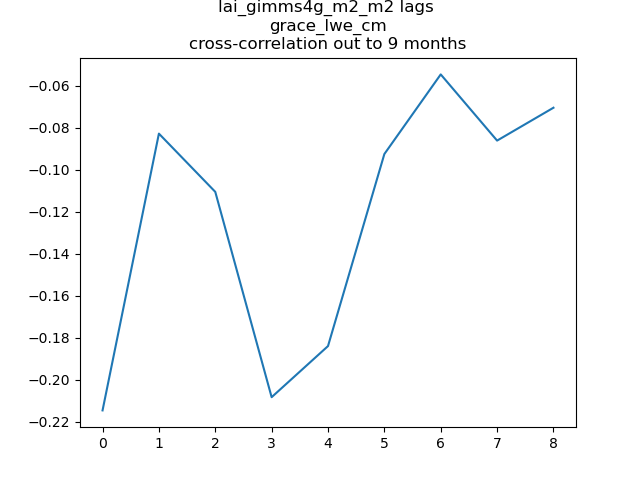 lai_gimms4g_m2_m2 lags
grace_lwe_cm
cross-correlation out to 9 months
−0.06
−0.08
−0.10
−0.12
−0.14
−0.16
−0.18
−0.20
−0.22
0 1 2 3 4 5 6 7 8